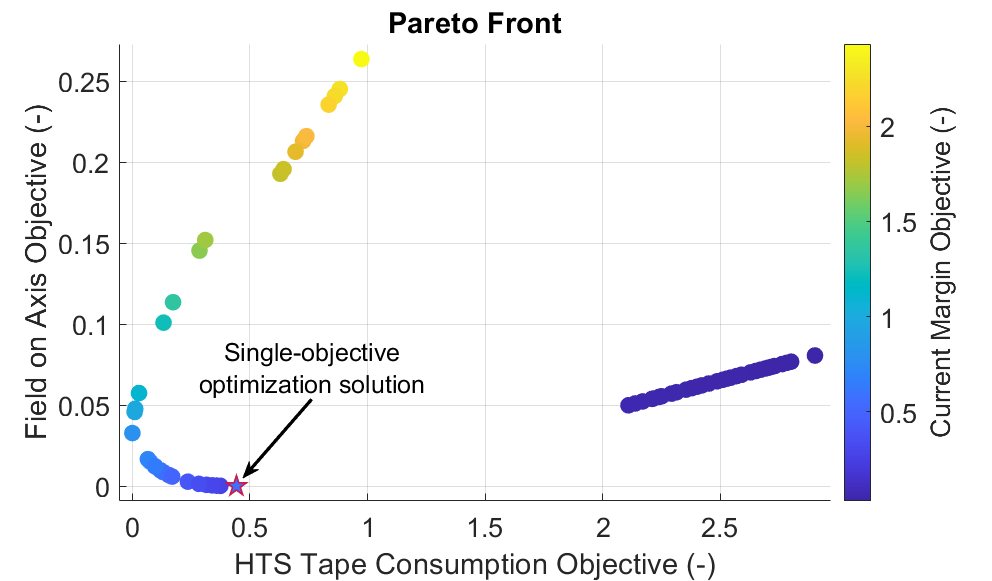 Pareto Front
0.25
0.2
0.15
0.1
0.05
0
Field on Axis Objective (-)
Single-objective
optimization solution
0
0.5
1
1.5
2
2.5
HTS Tape Consumption Objective (-)
2
1.5
1
0.5
Current Margin Objective (-)